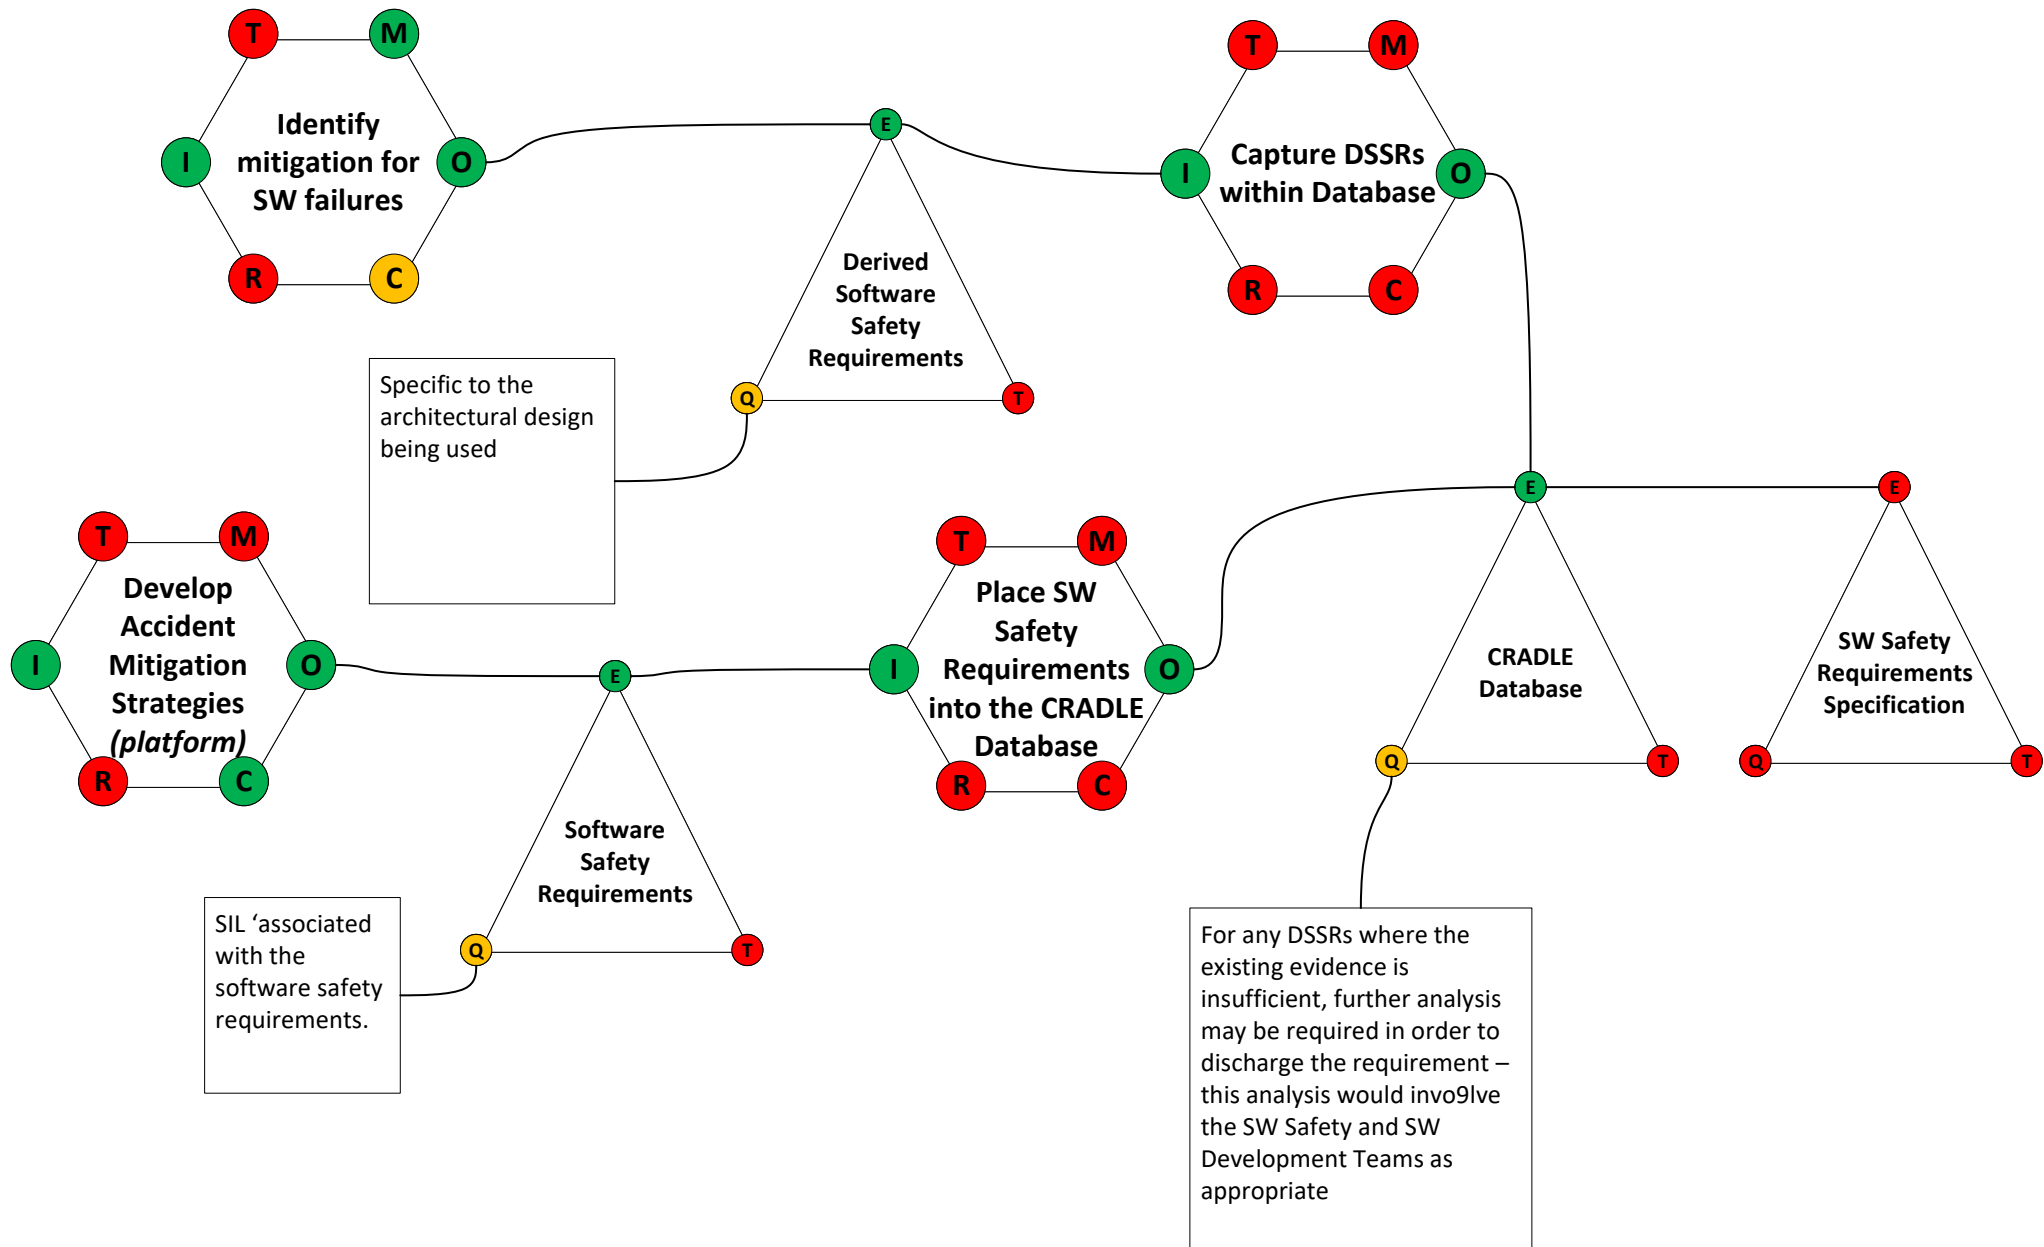 T
M
Identify
mitigation for
SW failures
I
O
R
C
E
Derived
Software
Safety
Requirements
Q
T
Specific to the
architectural design
being used
T
M
Capture DSSRs
within Database
I
O
R
C
T
M
Develop
Accident
Mitigation
Strategies
(platform)
I
O
R
C
E
Software
Safety
Requirements
Q
T
SIL ‘associated
with the
software safety
requirements.
T
M
Place SW
Safety
Requirements
into the CRADLE
Database
I
O
R
C
E
CRADLE
Database
Q
T
E
SW Safety
Requirements
Specification
Q
T
For any DSSRs where the
existing evidence is
insufficient, further analysis
may be required in order to
discharge the requirement –
this analysis would invo9lve
the SW Safety and SW
Development Teams as
appropriate